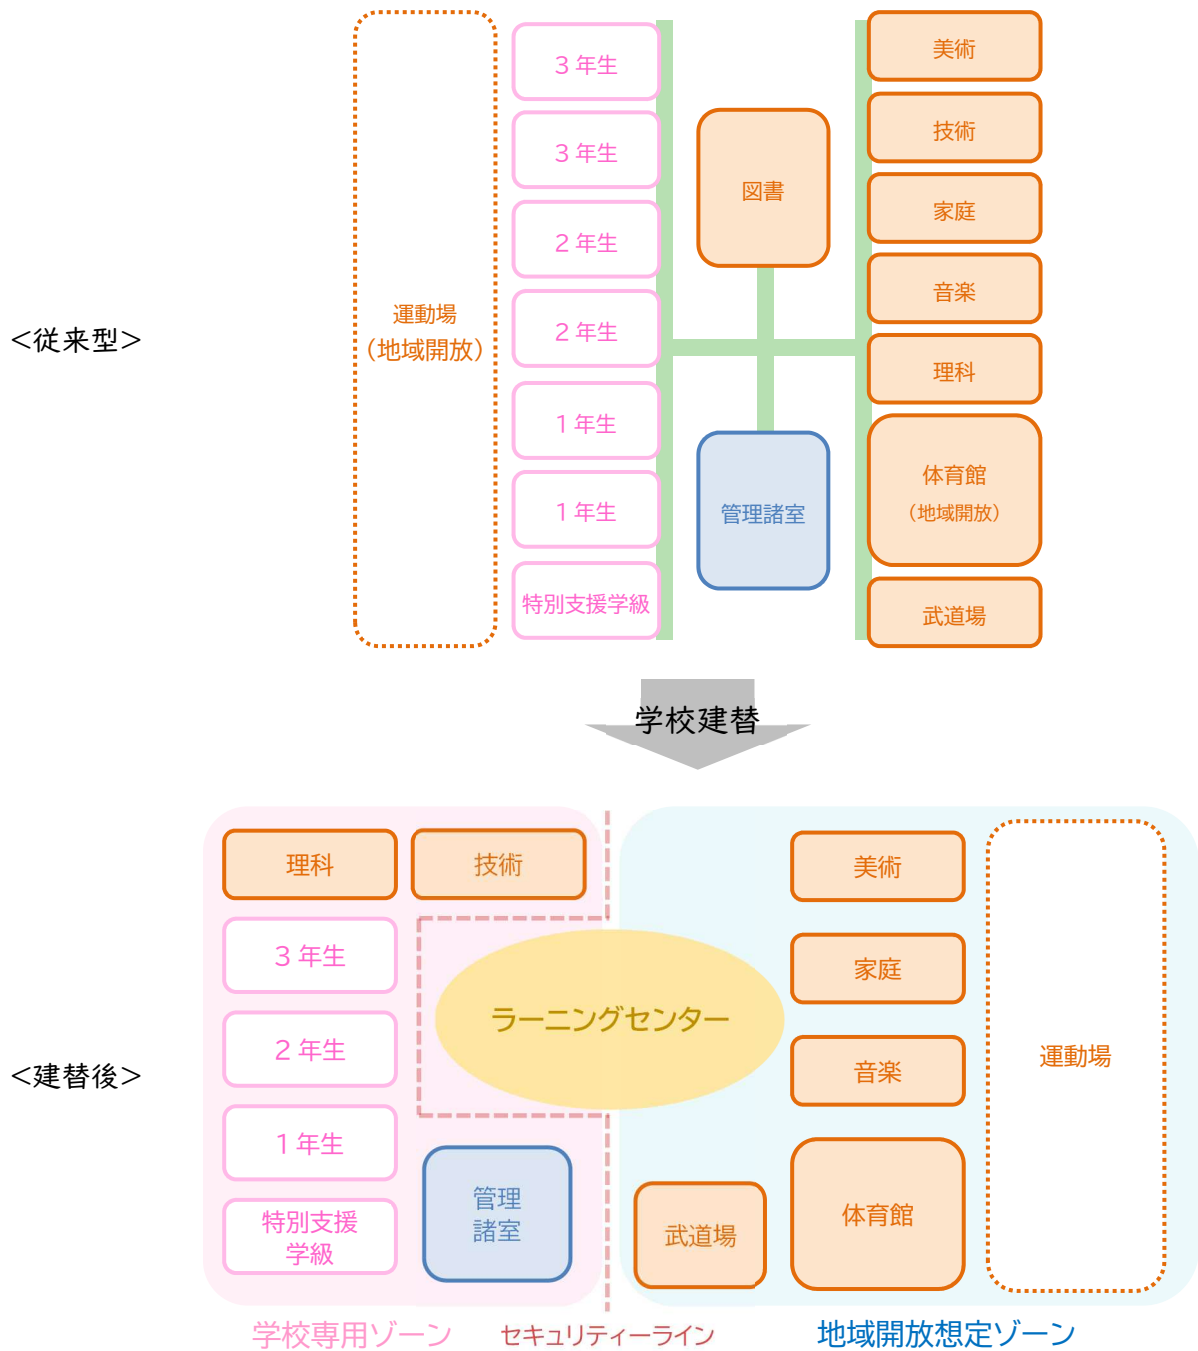 <従来型>
運動場
（地域開放）
3年生
3年生
2年生
2年生
1年生
1年生
特別支援学級
図書
管理諸室
美術
技術
家庭
音楽
理科
体育館
（地域開放）
武道場
学校建替
<建替後>
理科
技術
3年生
2年生
1年生
特別支援
学級
管理
諸室
ラーニングセンター
美術
家庭
音楽
体育館
武道場
運動場
学校専用ゾーン
セキュリティーライン
地域開放想定ゾーン